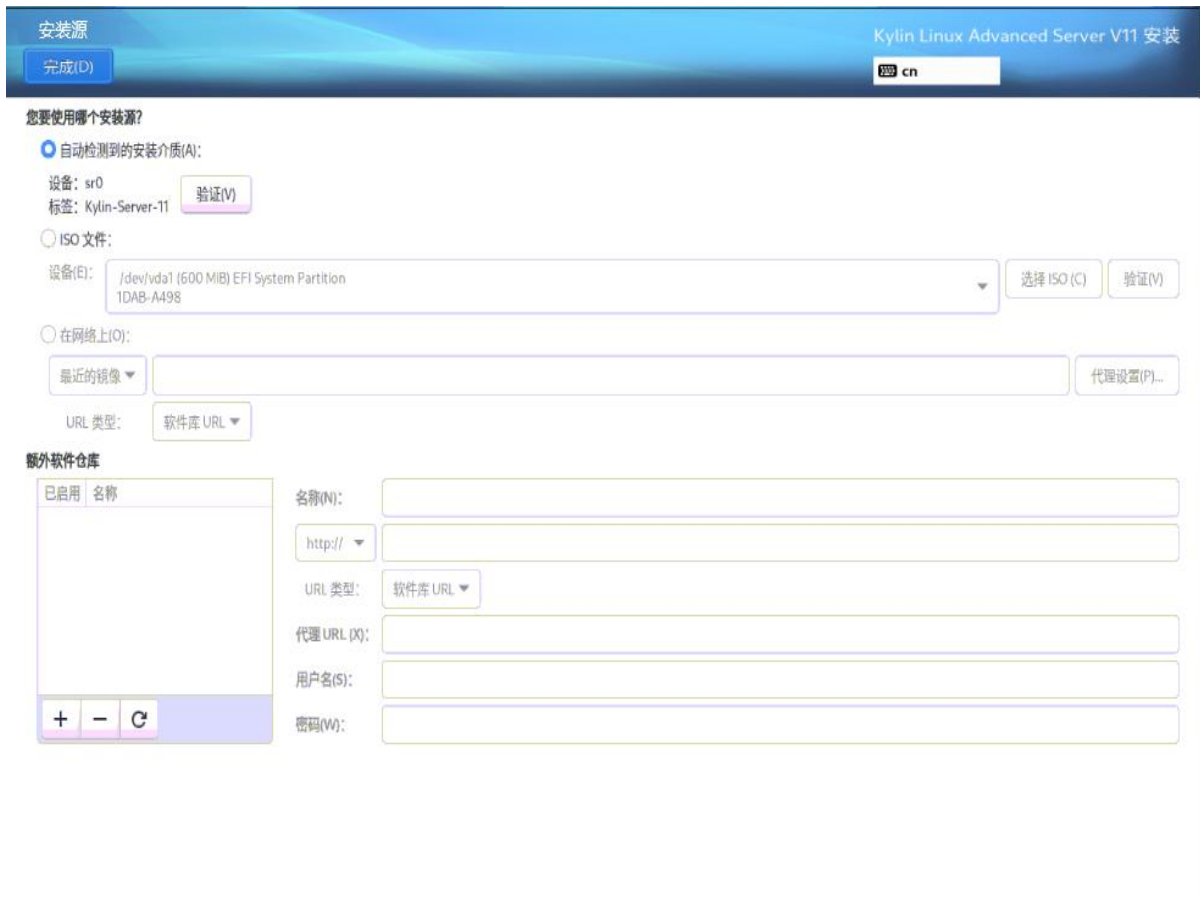 安装源
Kylin Linux Advanced Server V11 安装
完成(D)
cn
您要使用哪个安装源?
自动检测到的安装介质(A):
设备: sr0
标签: Kylin-Server-11
验证(V)
ISO 文件:
设备(E):
/dev/vda1 (600 MiB) EFI System Partition
1DAB-A498
选择 ISO (C)
验证(V)
在网络上(O):
最近的镜像
代理设置(P)...
URL 类型:
软件库 URL
额外软件仓库
已启用 名称
名称(N):
http://
URL 类型:
软件库 URL
代理 URL (X):
用户名(S):
密码(W):